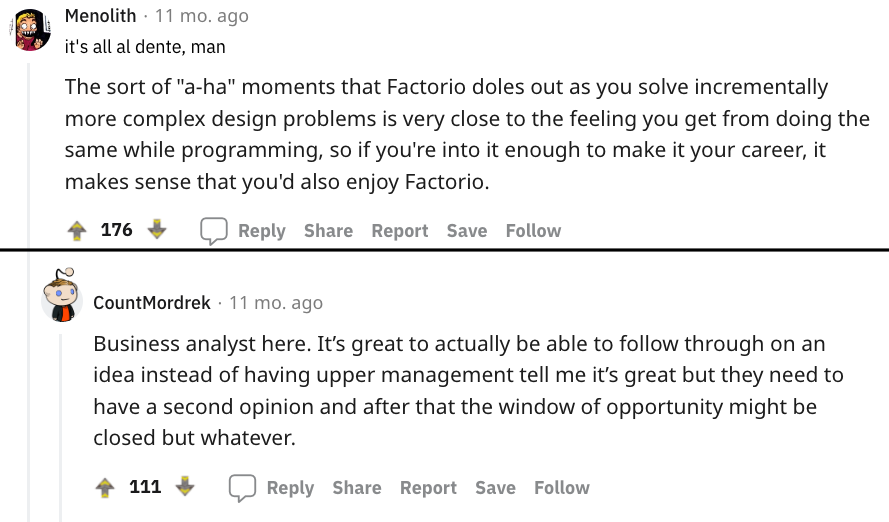 Menolith · 11 mo. ago
it's all al dente, man
The sort of "a-ha" moments that Factorio doles out as you solve incrementally
more complex design problems is very close to the feeling you get from doing the
same while programming, so if you're into it enough to make it your career, it
makes sense that you'd also enjoy Factorio.
176 Reply Share Report Save Follow
CountMordrek · 11 mo. ago
Business analyst here. It’s great to actually be able to follow through on an
idea instead of having upper management tell me it’s great but they need to
have a second opinion and after that the window of opportunity might be
closed but whatever.
111 Reply Share Report Save Follow